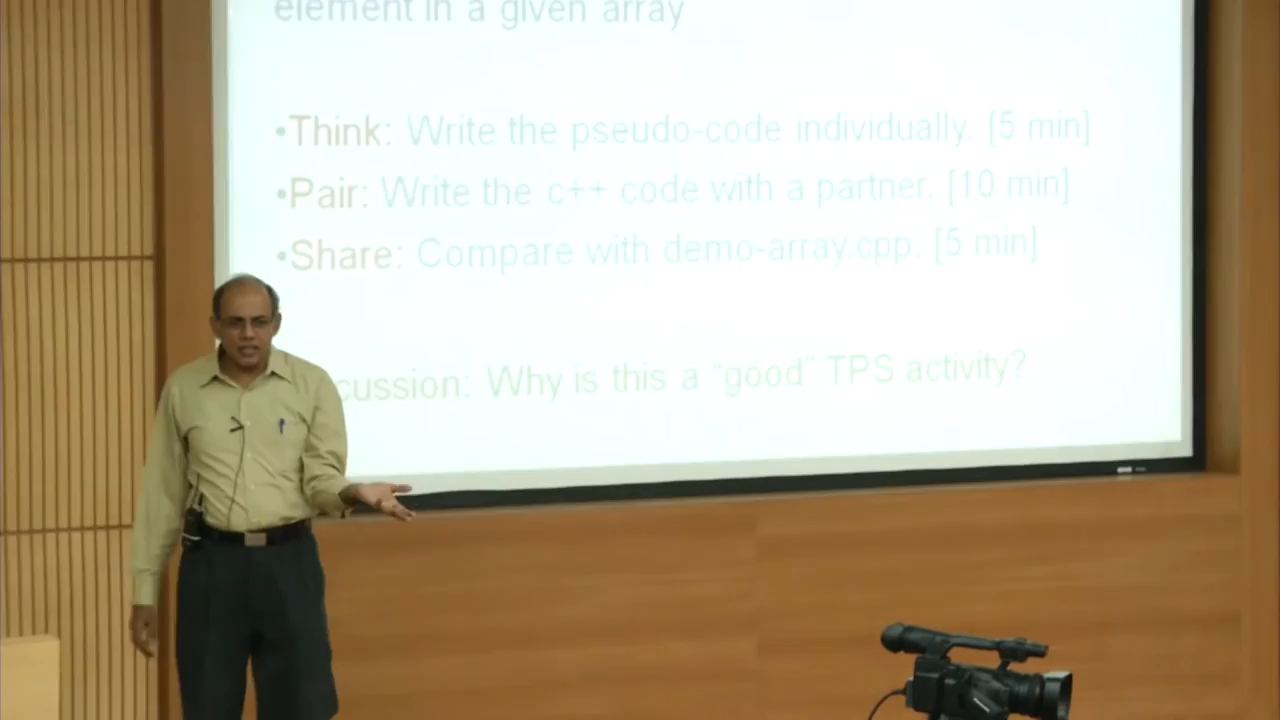 element in a given array
•Think: Write the pseudo-code individually. [5 min]
•Pair: Write the c++ code with a partner. [10 min]
•Share: Compare with demo-array.cpp. [5 min]
cussion: Why is this a “good” TPS activity?